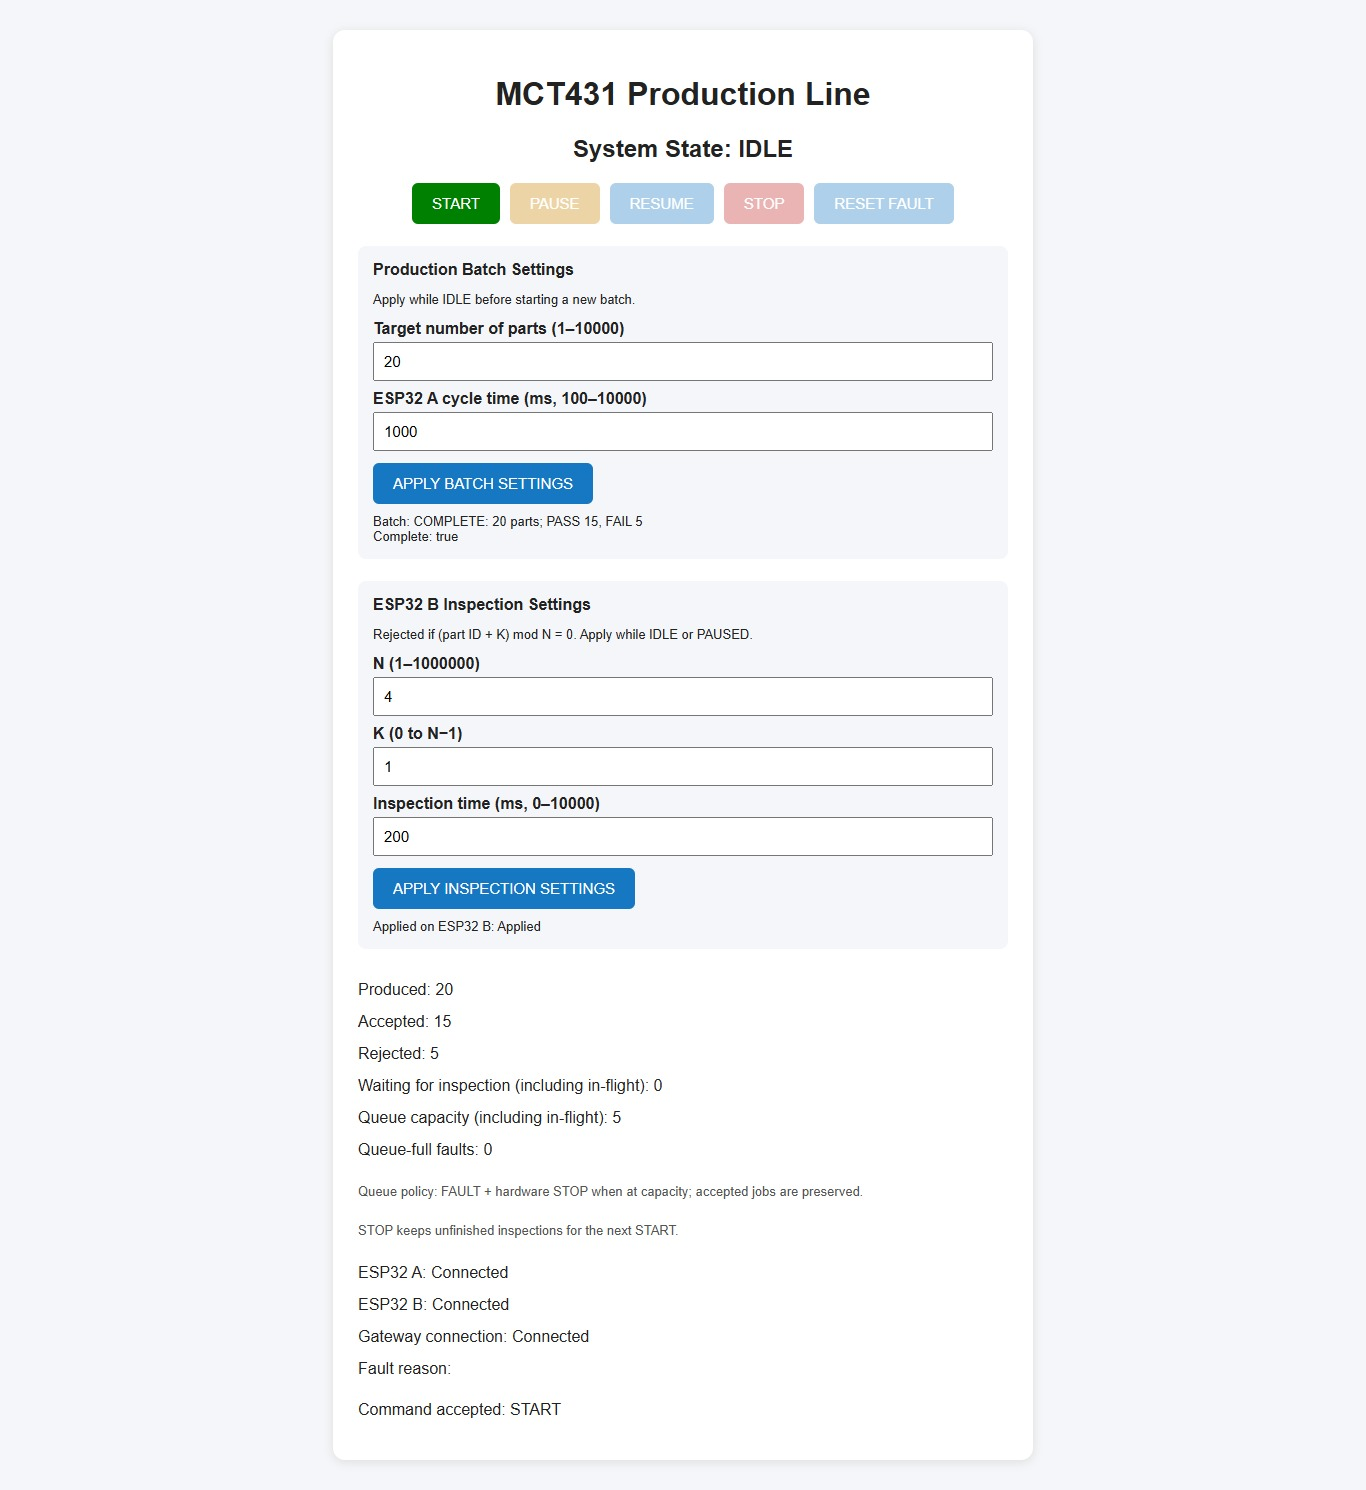 MCT431 Production Line
System State: IDLE
START PAUSE RESUME STOP RESET FAULT
Production Batch Settings
Apply while IDLE before starting a new batch.
Target number of parts (1–10000)
20
ESP32 A cycle time (ms, 100–10000)
1000
APPLY BATCH SETTINGS
Batch: COMPLETE: 20 parts; PASS 15, FAIL 5
Complete: true
ESP32 B Inspection Settings
Rejected if (part ID + K) mod N = 0. Apply while IDLE or PAUSED.
N (1–1000000)
4
K (0 to N−1)
1
Inspection time (ms, 0–10000)
200
APPLY INSPECTION SETTINGS
Applied on ESP32 B: Applied
Produced: 20
Accepted: 15
Rejected: 5
Waiting for inspection (including in-flight): 0
Queue capacity (including in-flight): 5
Queue-full faults: 0
Queue policy: FAULT + hardware STOP when at capacity; accepted jobs are preserved.
STOP keeps unfinished inspections for the next START.
ESP32 A: Connected
ESP32 B: Connected
Gateway connection: Connected
Fault reason:
Command accepted: START